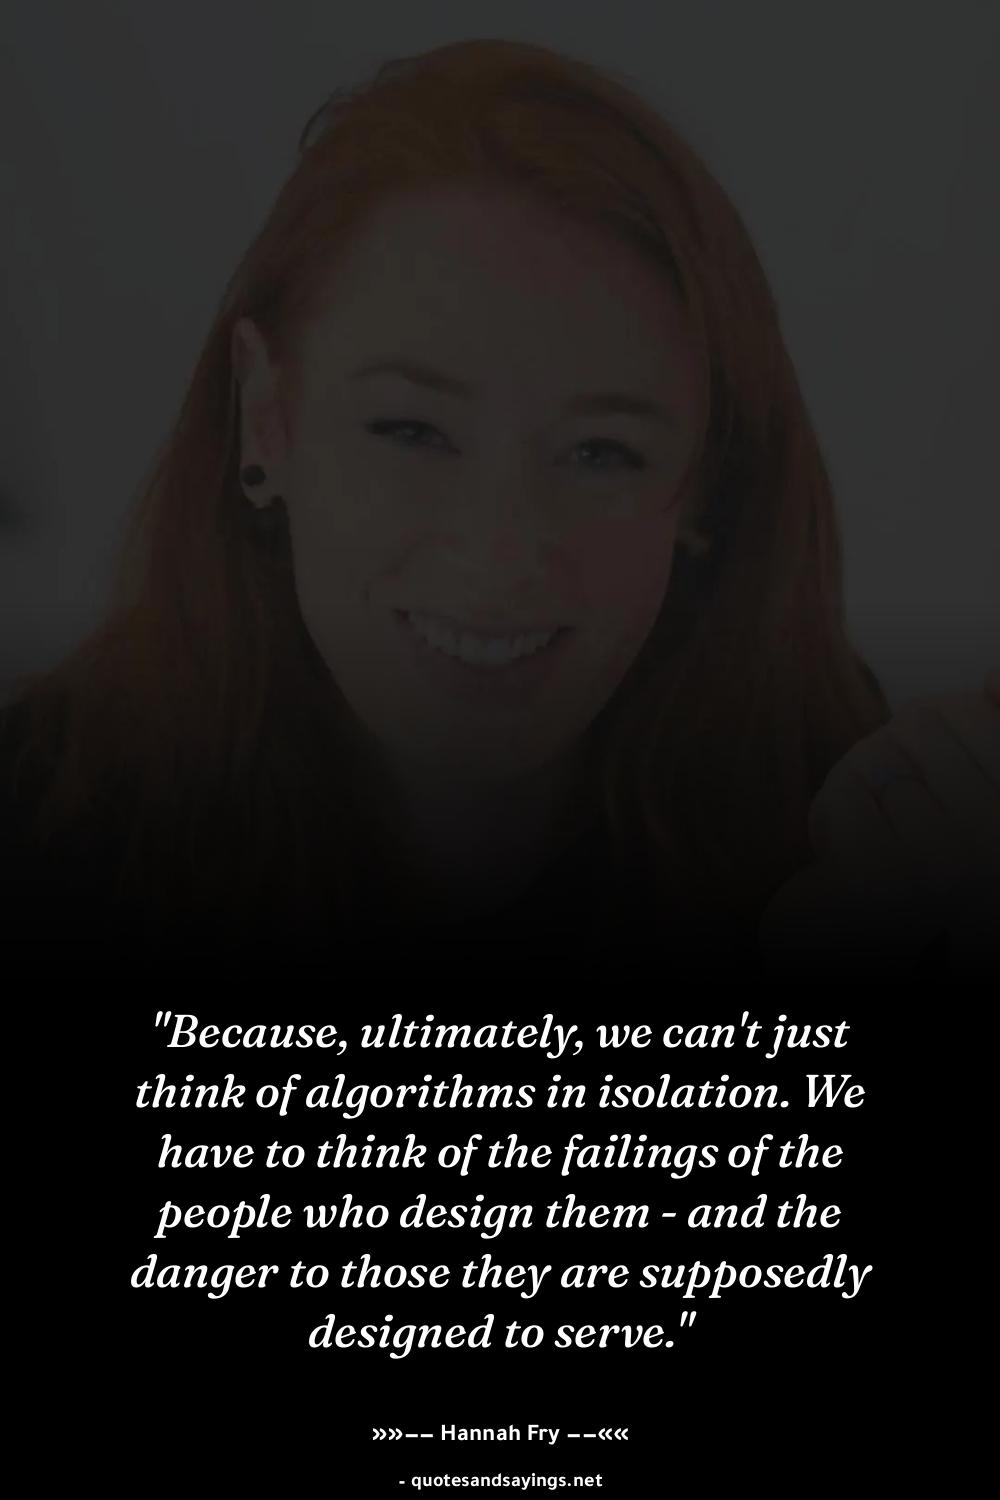 "Because, ultimately, we can't just
think of algorithms in isolation. We
have to think of the failings of the
people who design them - and the
danger to those they are supposedly
designed to serve."
»»−− Hannah Fry −−««
- quotesandsayings.net